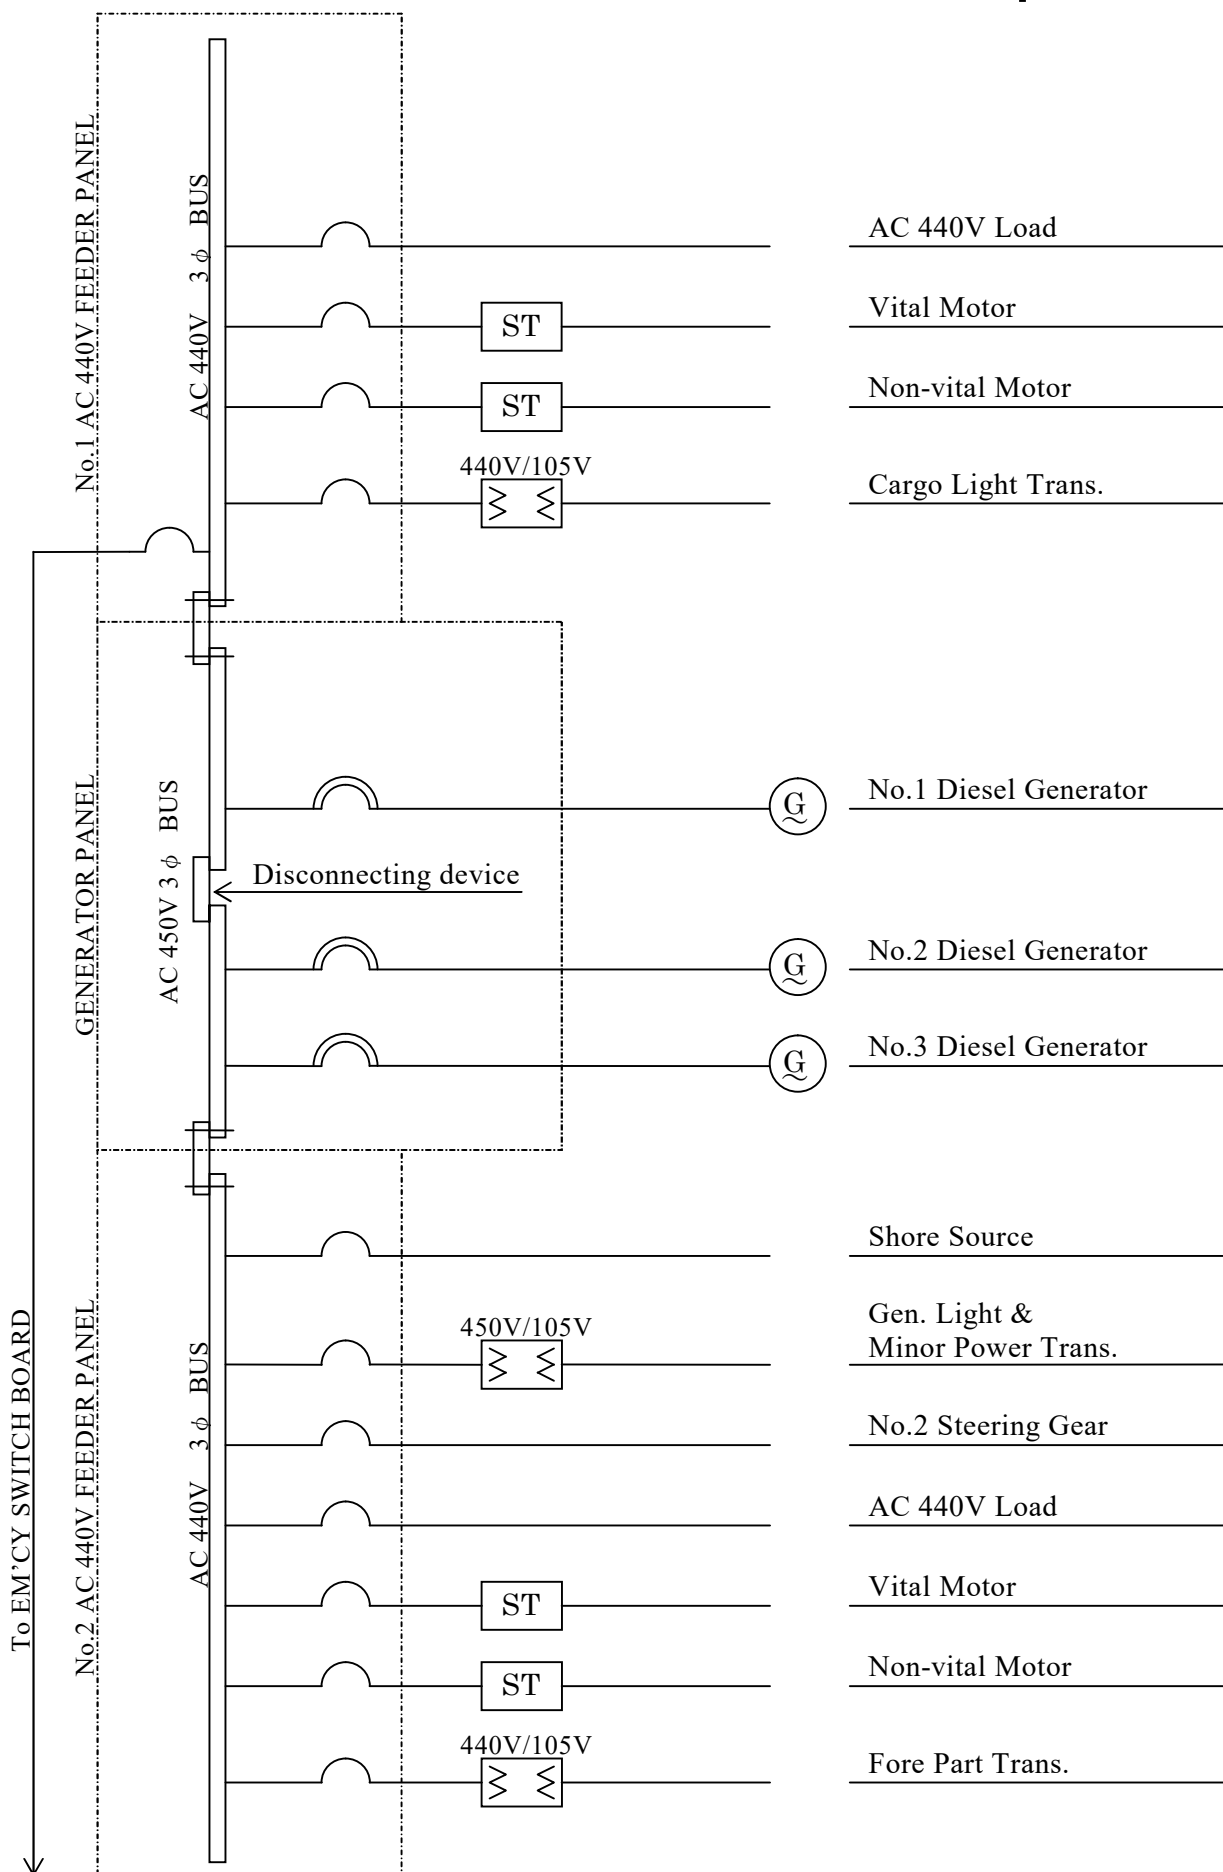 No.1 AC 440V FEEDER PANEL
AC 440V 3 ϕ BUS
AC 440V Load
Vital Motor
ST
Non-vital Motor
ST
440V/105V
Cargo Light Trans.
GENERATOR PANEL
AC 450V 3 ϕ BUS
No.1 Diesel Generator
G
Disconnecting device
No.2 Diesel Generator
G
No.3 Diesel Generator
G
To EM'CY SWITCH BOARD
No.2 AC 440V FEEDER PANEL
AC 440V 3 ϕ BUS
Shore Source
450V/105V
Gen. Light &
Minor Power Trans.
No.2 Steering Gear
AC 440V Load
Vital Motor
ST
Non-vital Motor
ST
440V/105V
Fore Part Trans.